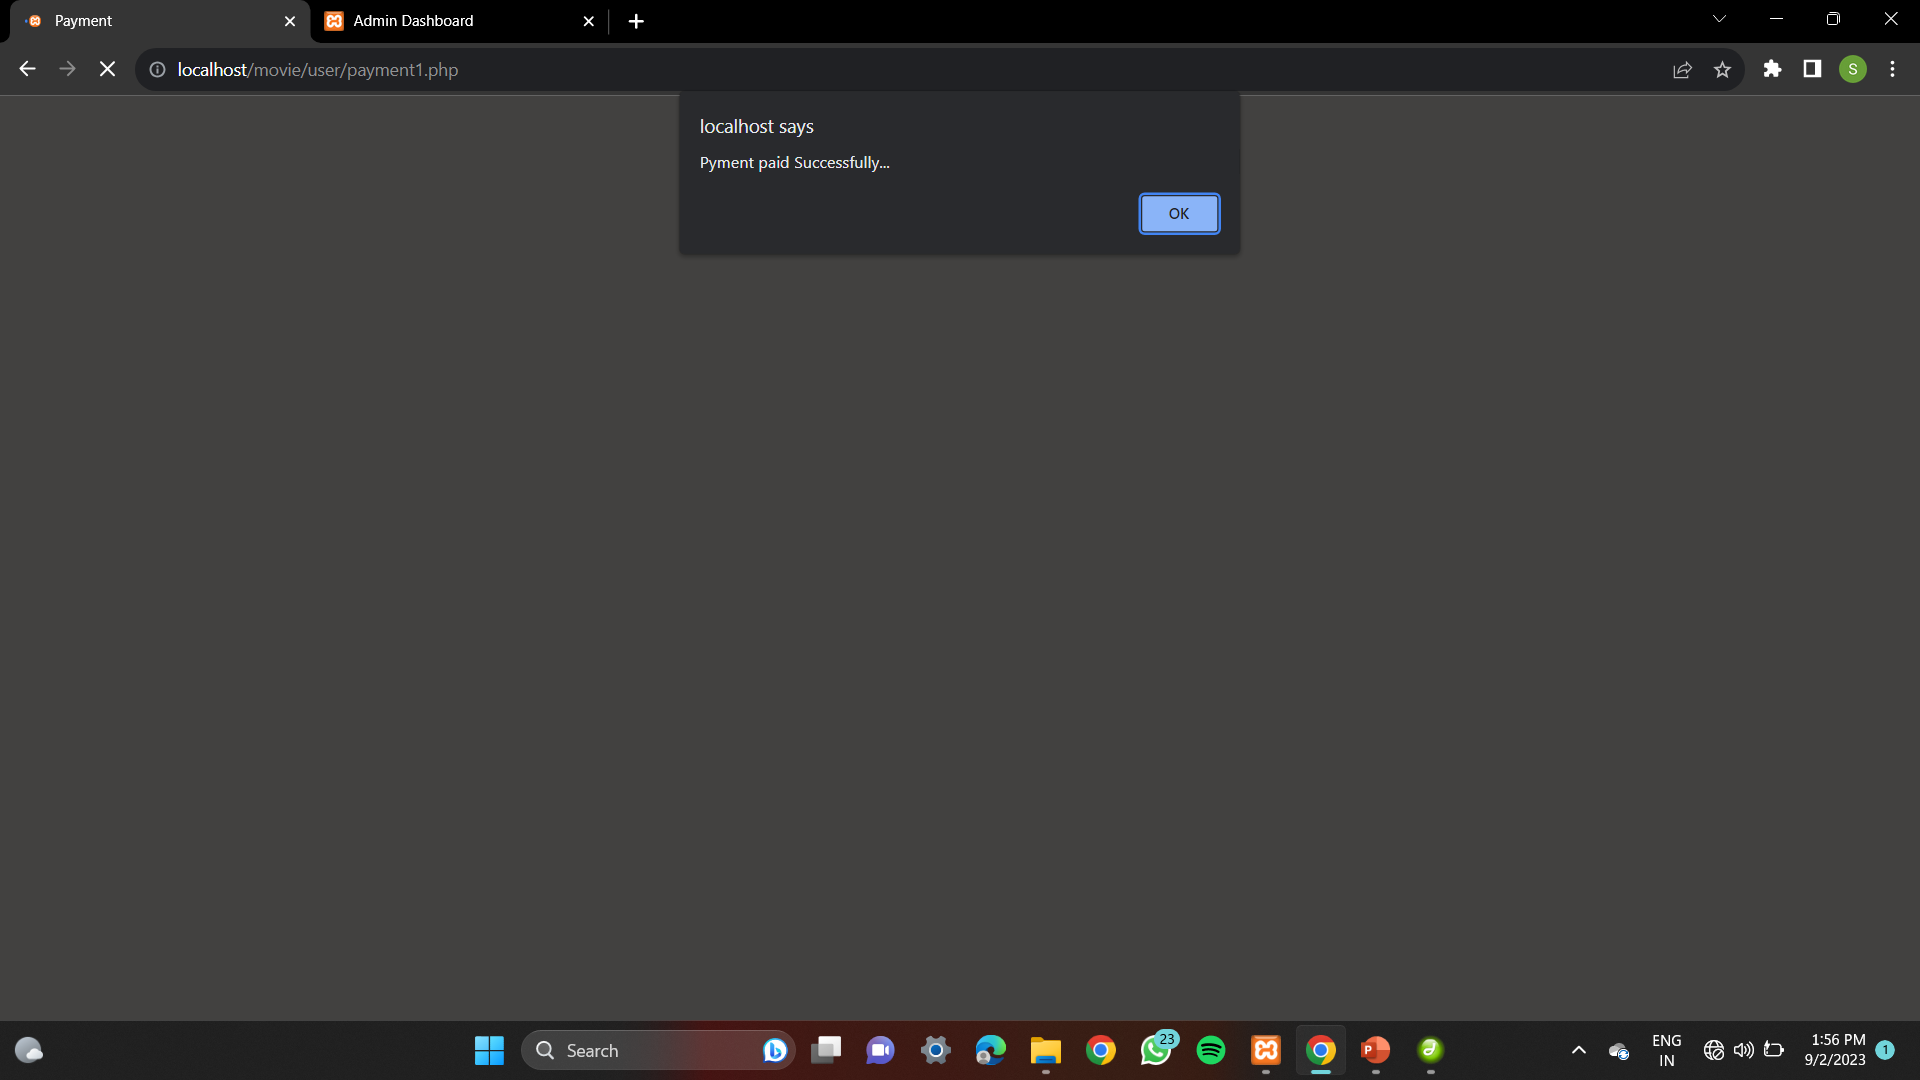 Payment
Admin Dashboard
localhost/movie/user/payment1.php
S
localhost says
Pyment paid Successfully...
OK
Search
23
P
ENG
IN
1:56 PM
9/2/2023
1